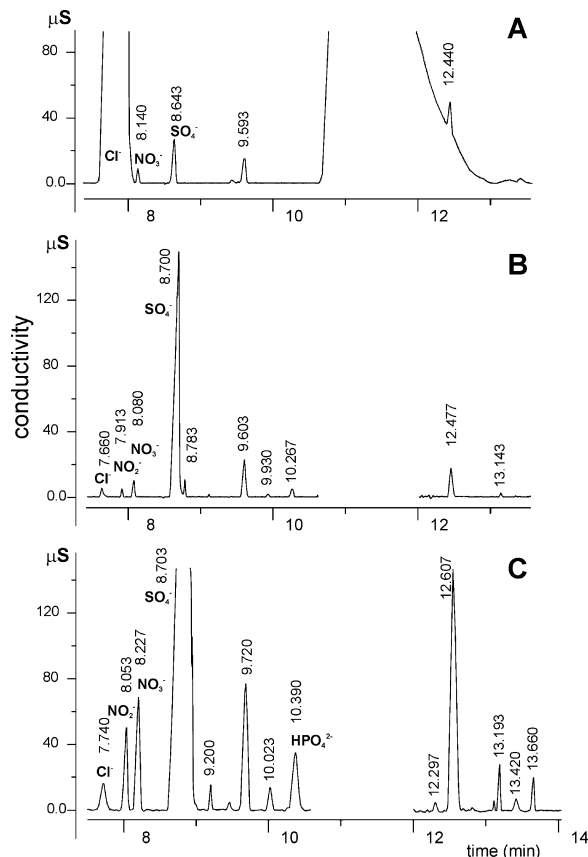 μS
A
80
40
0.0
Cl⁻
8.140
NO₃⁻
8.643
SO₄⁻
9.593
12.440
8 10 12
μS
B
120
80
40
0.0
conductivity
7.660
Cl⁻
7.913
NO₂⁻
8.080
NO₃⁻
8.700
SO₄⁻
8.783
9.603
9.930
10.267
12.477
13.143
8 10 12
μS
C
120
80
40
0.0
7.740
Cl⁻
8.053
NO₂⁻
8.227
NO₃⁻
8.703
SO₄⁻
9.200
9.720
10.023
10.390
HPO₄²⁻
12.297
12.607
13.193
13.420
13.660
8 10 12 14
time (min)